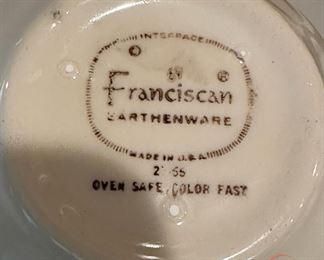 INTERPACE
©
®
Franciscan
EARTHENWARE
MADE IN U.S.A.
OVEN SAFE, COLOR FAST